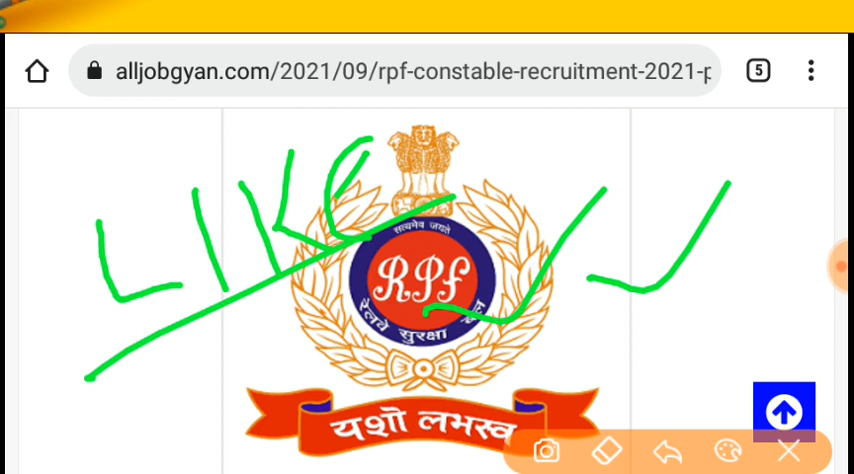 alljobgyan.com/2021/09/rpf-constable-recruitment-2021-p
5
LIKE
सत्यमेव जयते
RPf
रेलवे सुरक्षा
यशो लभस्व